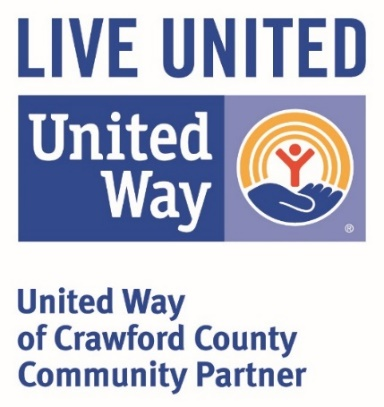 LIVE UNITED
United
Way
®
United Way
of Crawford County
Community Partner